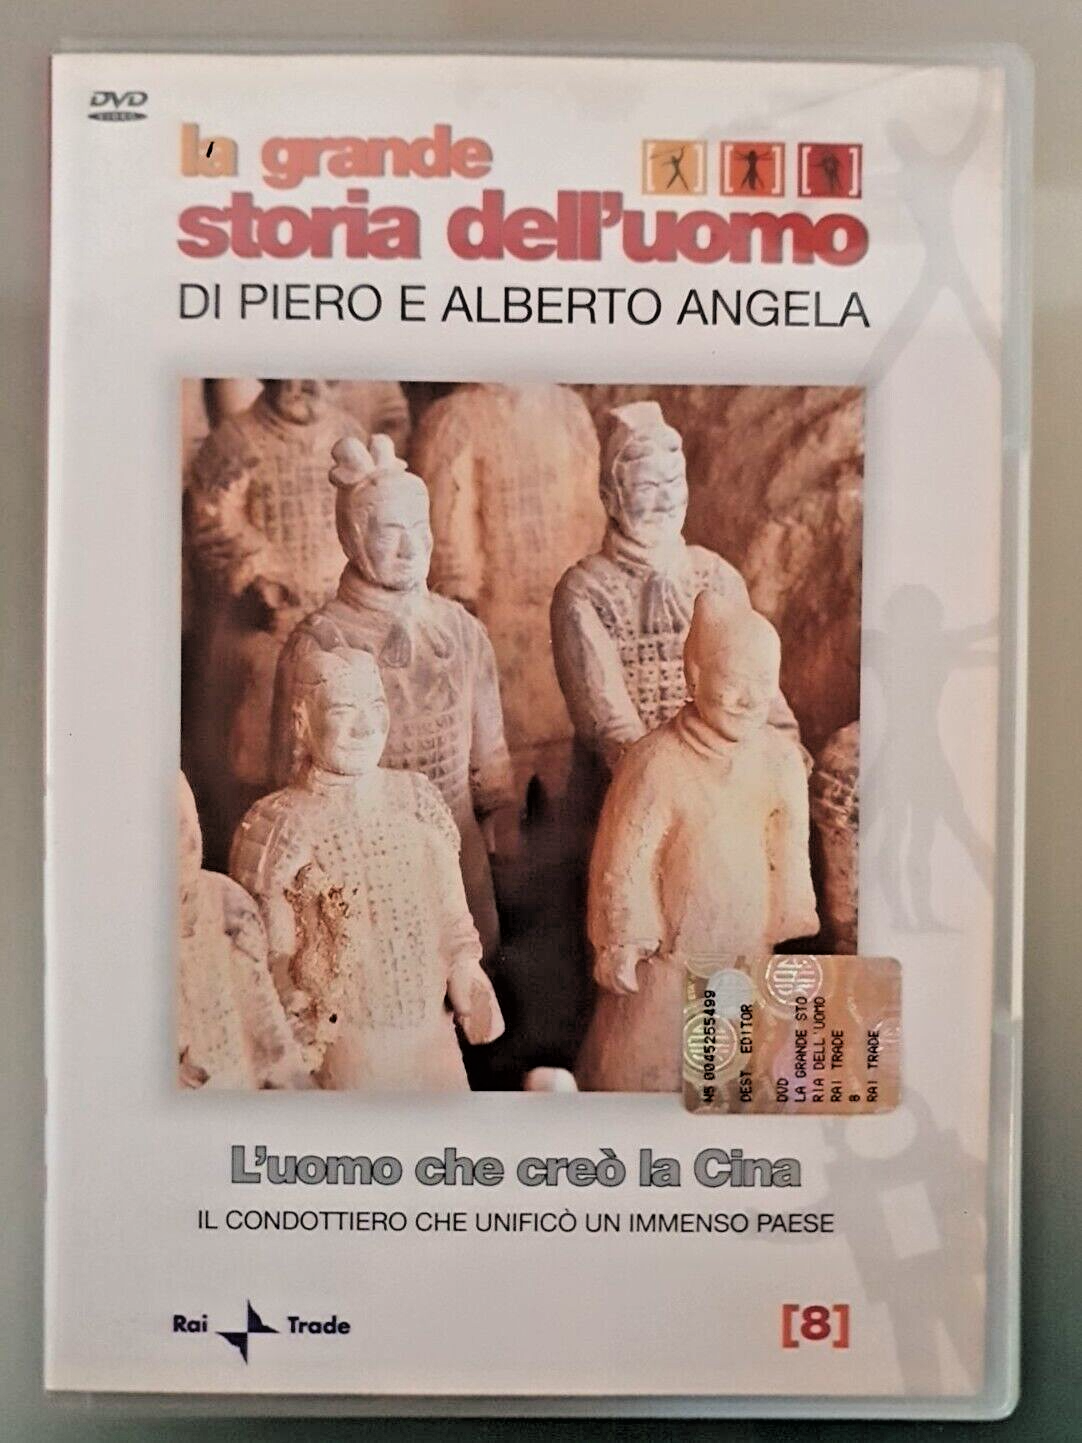 DVD
VIDEO
la grande
storia dell'uomo
DI PIERO E ALBERTO ANGELA
N5 0045255499
DEST EDITOR
DVD
LA GRANDE STO
RIA DELL'UOMO
RAI TRADE
8
RAI TRADE
L'uomo che creò la Cina
IL CONDOTTIERO CHE UNIFICÒ UN IMMENSO PAESE
Rai Trade
[8]